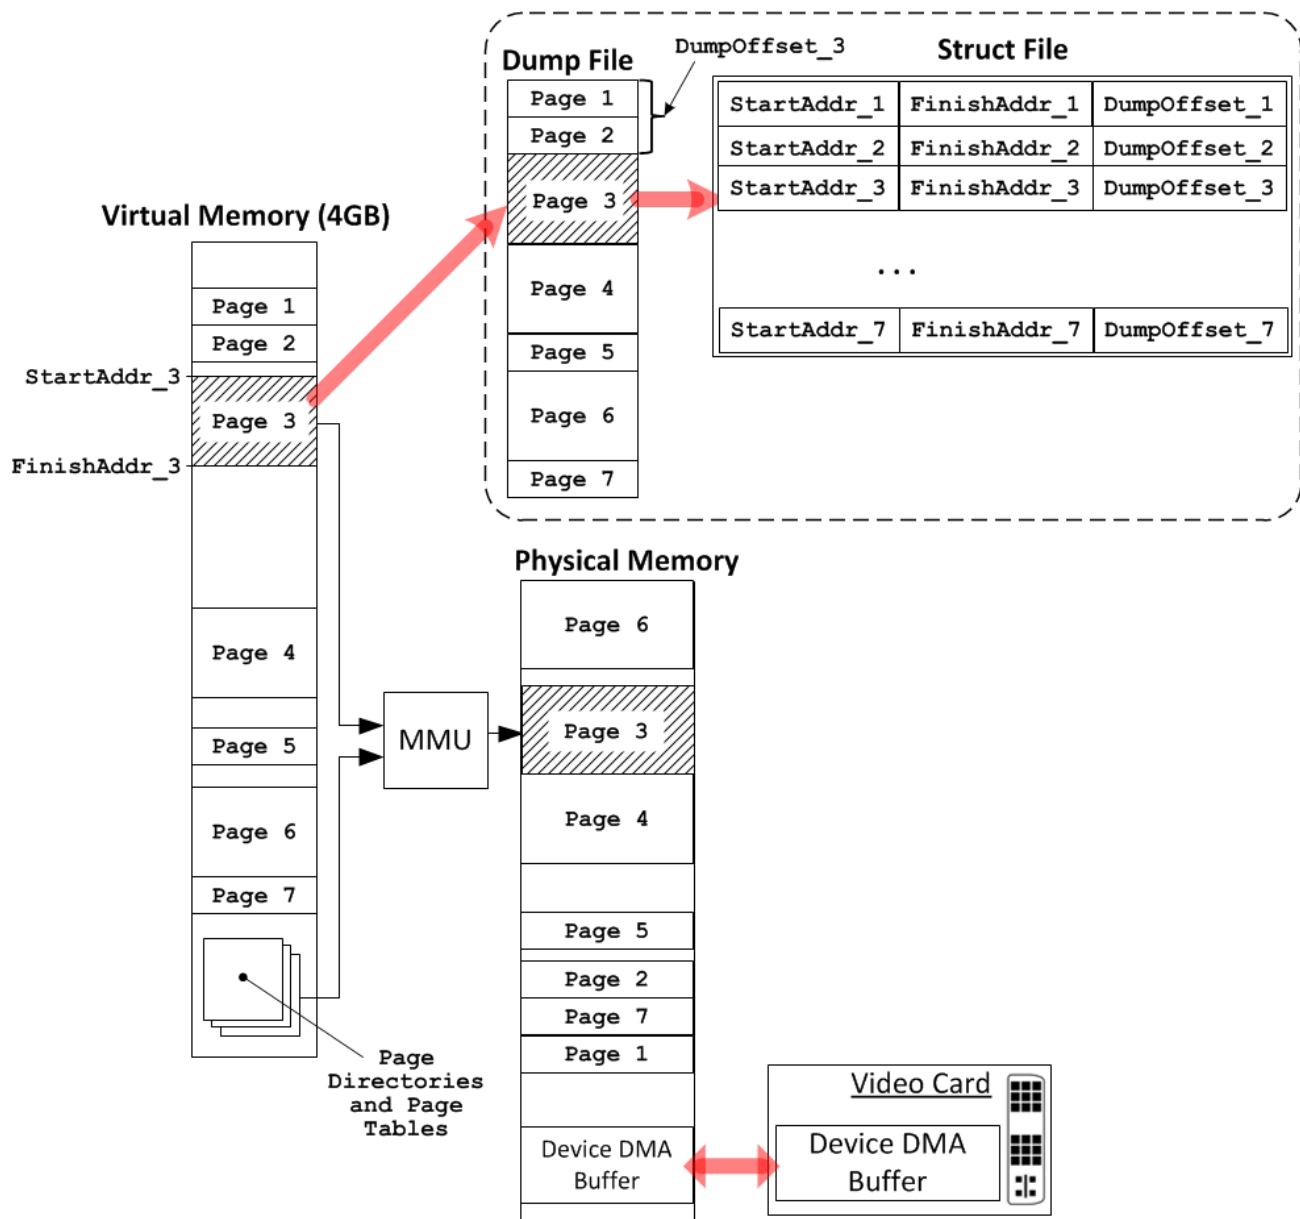 DumpOffset_3
Struct File
Dump File
Page 1
Page 2
Page 3
Page 4
Page 5
Page 6
Page 7
StartAddr_1 FinishAddr_1 DumpOffset_1
StartAddr_2 FinishAddr_2 DumpOffset_2
StartAddr_3 FinishAddr_3 DumpOffset_3
...
StartAddr_7 FinishAddr_7 DumpOffset_7
Virtual Memory (4GB)
Page 1
Page 2
StartAddr_3
Page 3
FinishAddr_3
Page 4
Page 5
Page 6
Page 7
Page
Directories
and Page
Tables
MMU
Physical Memory
Page 6
Page 3
Page 4
Page 5
Page 2
Page 7
Page 1
Device DMA
Buffer
Video Card
Device DMA
Buffer